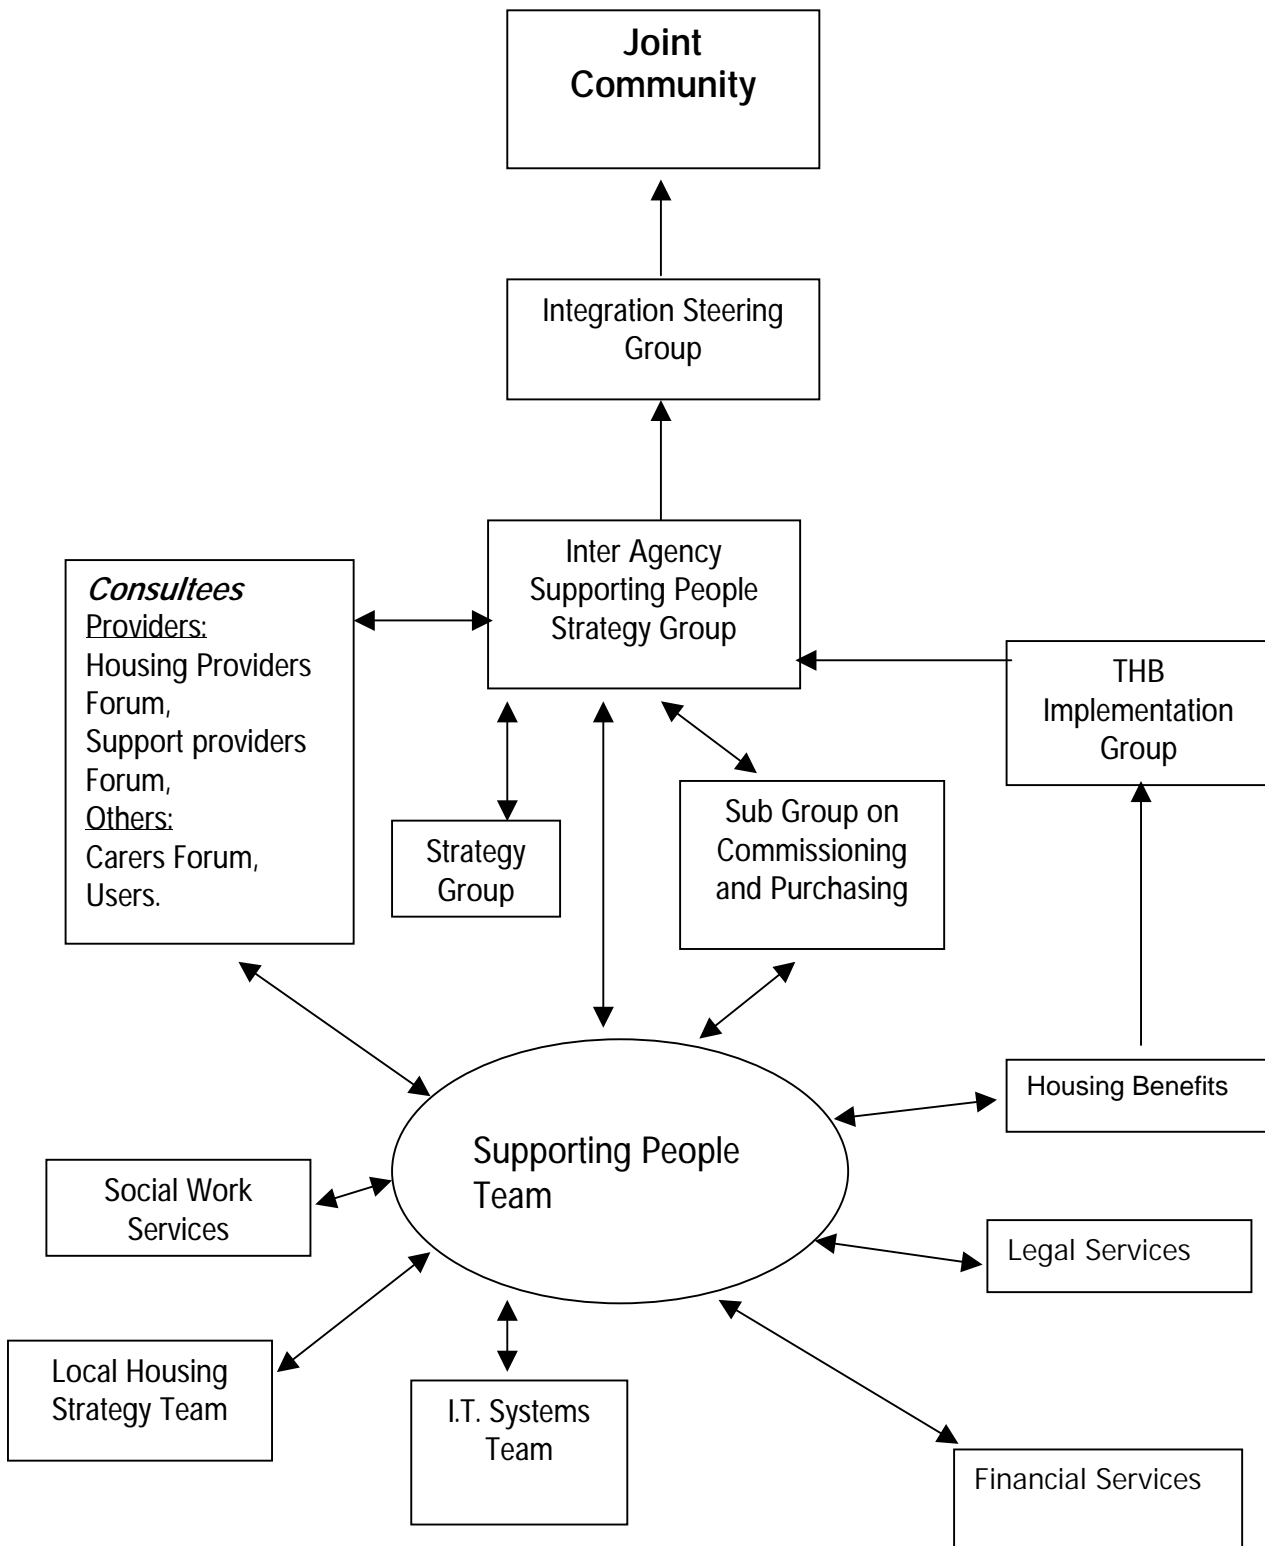 Joint
Community
Integration Steering
Group
Inter Agency
Supporting People
Strategy Group
Consultees
Providers:
Housing Providers
Forum,
Support providers
Forum,
Others:
Carers Forum,
Users.
THB
Implementation
Group
Strategy
Group
Sub Group on
Commissioning
and Purchasing
Housing Benefits
Supporting People
Team
Social Work
Services
Legal Services
Local Housing
Strategy Team
I.T. Systems
Team
Financial Services